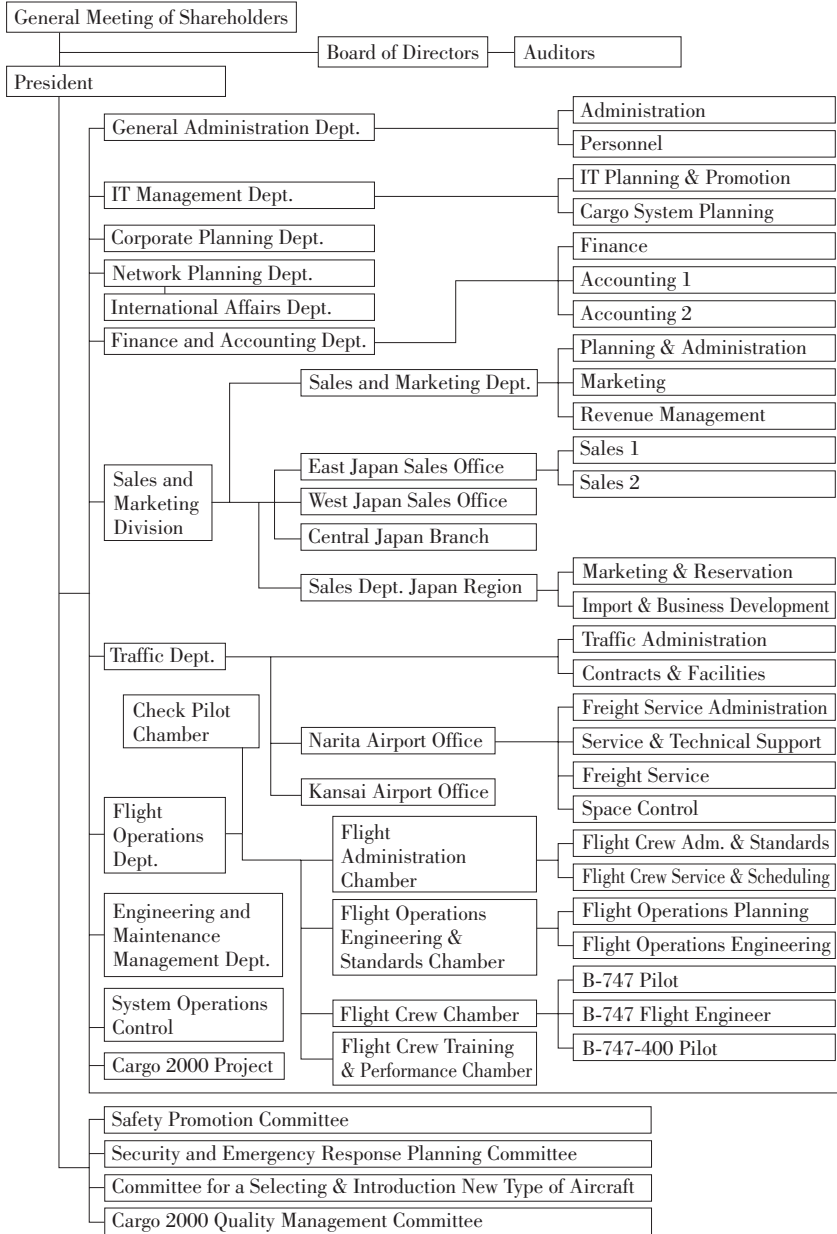 General Meeting of Shareholders
Board of Directors
Auditors
President
General Administration Dept.
Administration
Personnel
IT Management Dept.
IT Planning & Promotion
Cargo System Planning
Corporate Planning Dept.
Network Planning Dept.
International Affairs Dept.
Finance and Accounting Dept.
Finance
Accounting 1
Accounting 2
Sales and
Marketing
Division
Sales and Marketing Dept.
Planning & Administration
Marketing
Revenue Management
East Japan Sales Office
Sales 1
Sales 2
West Japan Sales Office
Central Japan Branch
Sales Dept. Japan Region
Marketing & Reservation
Import & Business Development
Traffic Dept.
Traffic Administration
Contracts & Facilities
Narita Airport Office
Freight Service Administration
Service & Technical Support
Freight Service
Space Control
Kansai Airport Office
Check Pilot
Chamber
Flight
Operations
Dept.
Flight
Administration
Chamber
Flight Crew Adm. & Standards
Flight Crew Service & Scheduling
Flight Operations
Engineering &
Standards Chamber
Flight Operations Planning
Flight Operations Engineering
Flight Crew Chamber
B-747 Pilot
B-747 Flight Engineer
B-747-400 Pilot
Flight Crew Training
& Performance Chamber
Engineering and
Maintenance
Management Dept.
System Operations
Control
Cargo 2000 Project
Safety Promotion Committee
Security and Emergency Response Planning Committee
Committee for a Selecting & Introduction New Type of Aircraft
Cargo 2000 Quality Management Committee